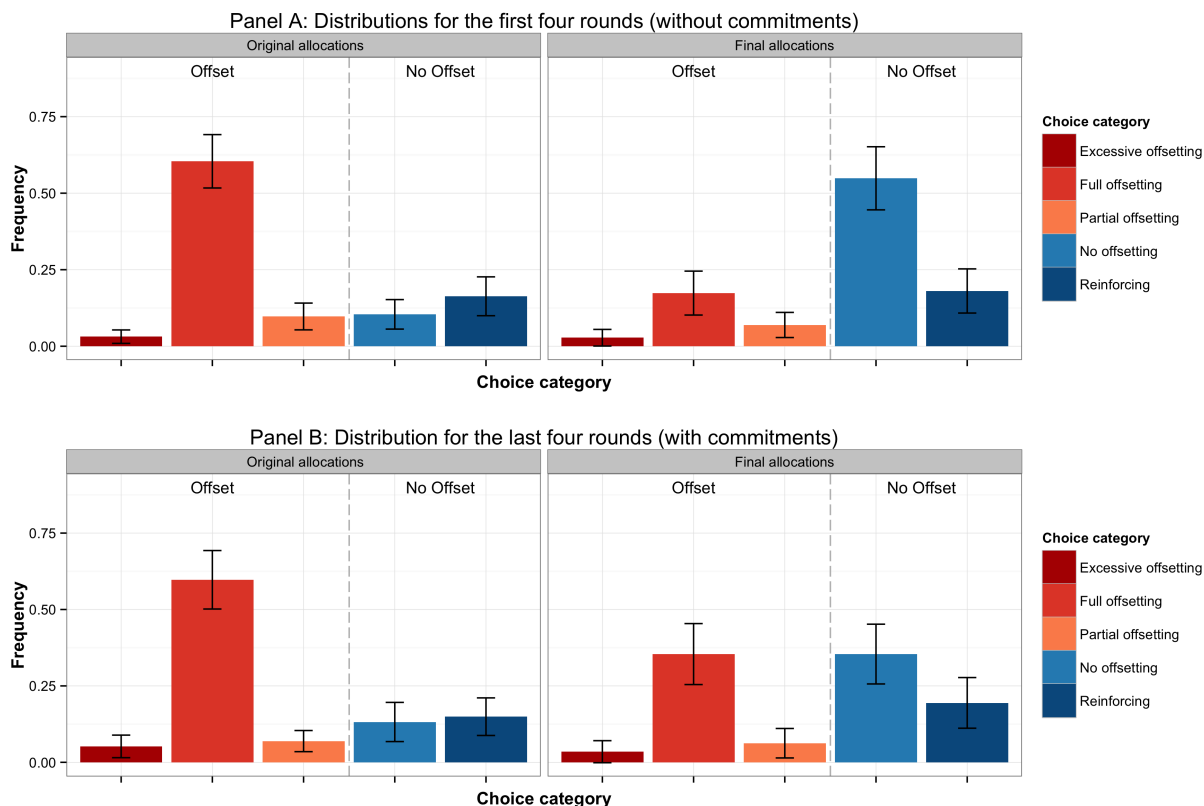 Panel A: Distributions for the first four rounds (without commitments)
Original allocations
Final allocations
Offset
No Offset
Offset
No Offset
0.75
0.50
0.25
0.00
Frequency
Choice category
Choice category
Excessive offsetting
Full offsetting
Partial offsetting
No offsetting
Reinforcing
Panel B: Distribution for the last four rounds (with commitments)
Original allocations
Final allocations
Offset
No Offset
Offset
No Offset
0.75
0.50
0.25
0.00
Frequency
Choice category
Choice category
Excessive offsetting
Full offsetting
Partial offsetting
No offsetting
Reinforcing